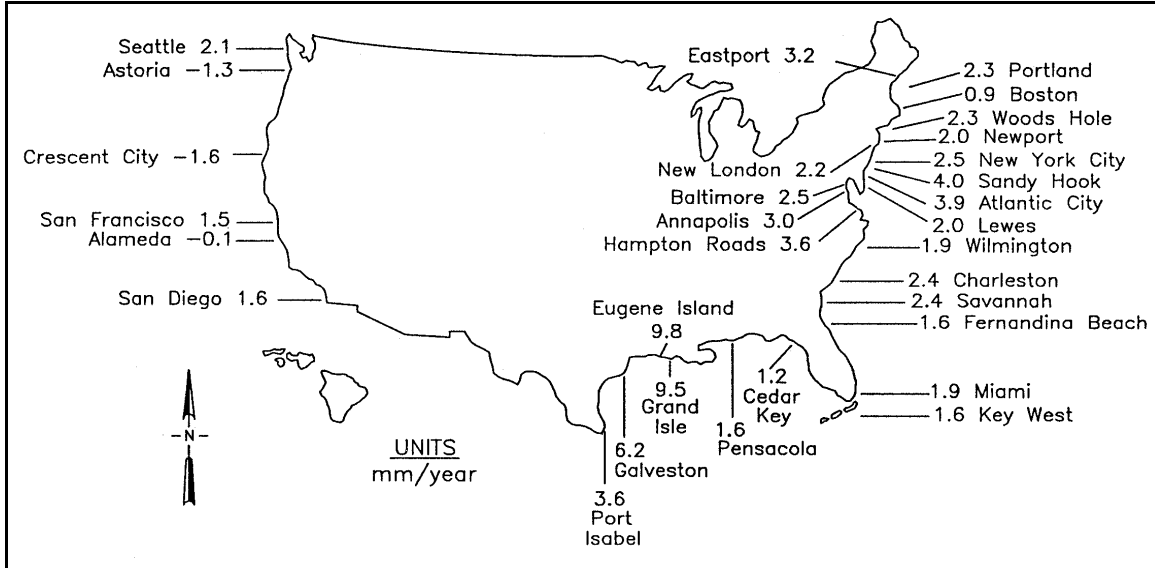 Seattle 2.1
Astoria -1.3
Crescent City -1.6
San Francisco 1.5
Alameda -0.1
San Diego 1.6
Eastport 3.2
2.3 Portland
0.9 Boston
2.3 Woods Hole
2.0 Newport
New London 2.2
2.5 New York City
4.0 Sandy Hook
Baltimore 2.5
3.9 Atlantic City
Annapolis 3.0
2.0 Lewes
Hampton Roads 3.6
1.9 Wilmington
2.4 Charleston
2.4 Savannah
1.6 Fernandina Beach
Eugene Island
9.8
9.5
Grand
Isle
1.2
Cedar
Key
1.9 Miami
1.6 Key West
1.6
Pensacola
6.2
Galveston
3.6
Port
Isabel
-N-
UNITS
mm/year